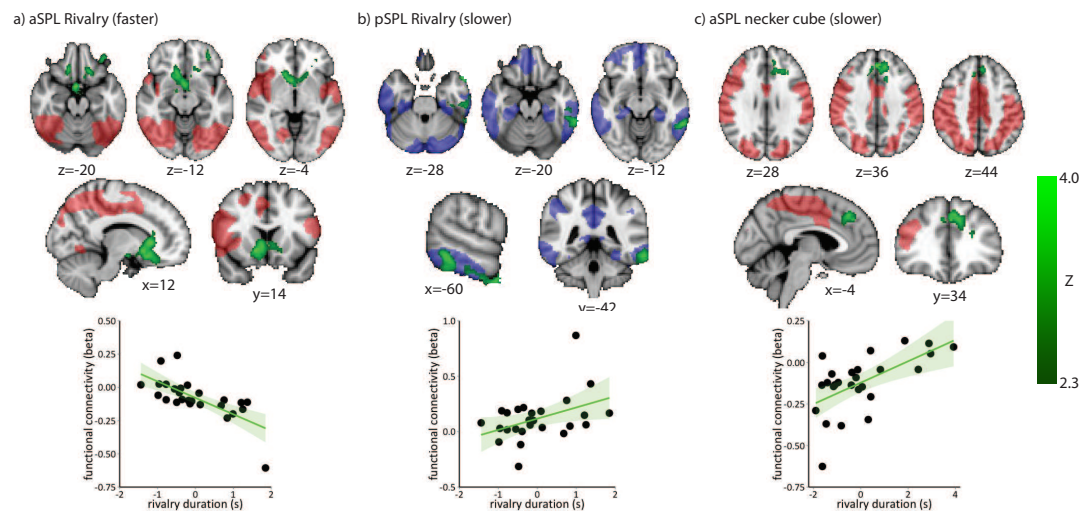 a) aSPL Rivalry (faster)
b) pSPL Rivalry (slower)
c) aSPL necker cube (slower)
z=-20
z=-12
z=-4
z=-28
z=-20
z=-12
z=28
z=36
z=44
x=12
y=14
x=-60
y=-42
x=-4
y=34
4.0
Z
2.3
functional connectivity (beta)
0.50
0.25
0.00
-0.25
-0.50
-0.75
-2
-1
0
1
2
rivalry duration (s)
functional connectivity (beta)
1.0
0.5
0.0
-0.5
-2
-1
0
1
2
rivalry duration (s)
functional connectivity (beta)
0.25
0.00
-0.25
-0.50
-0.75
-2
-1
0
1
2
3
4
rivalry duration (s)